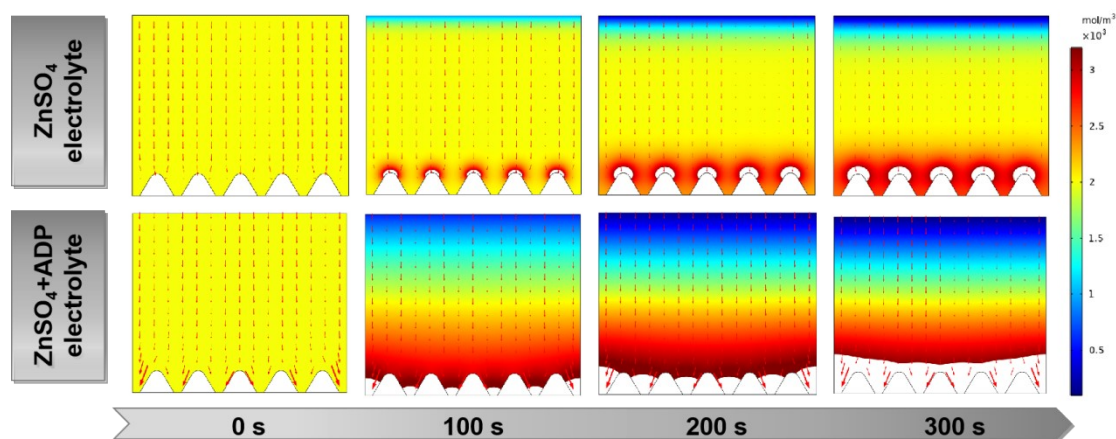 ZnSO₄
electrolyte
mol/m³
×10³
3
2.5
2
1.5
1
0.5
ZnSO₄+ADP
electrolyte
0 s
100 s
200 s
300 s